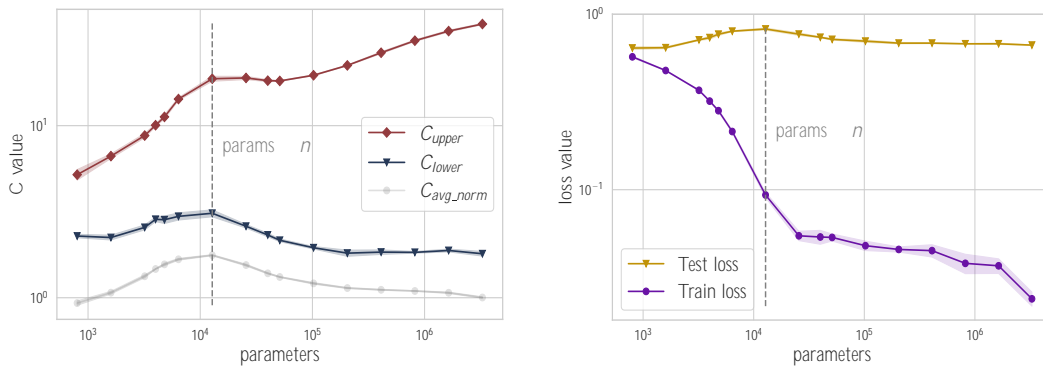 C value
10¹
10⁰
params n
C_upper
C_lower
C_avg_norm
10³ 10⁴ 10⁵ 10⁶
parameters
loss value
10⁰
10⁻¹
params n
Test loss
Train loss
10³ 10⁴ 10⁵ 10⁶
parameters